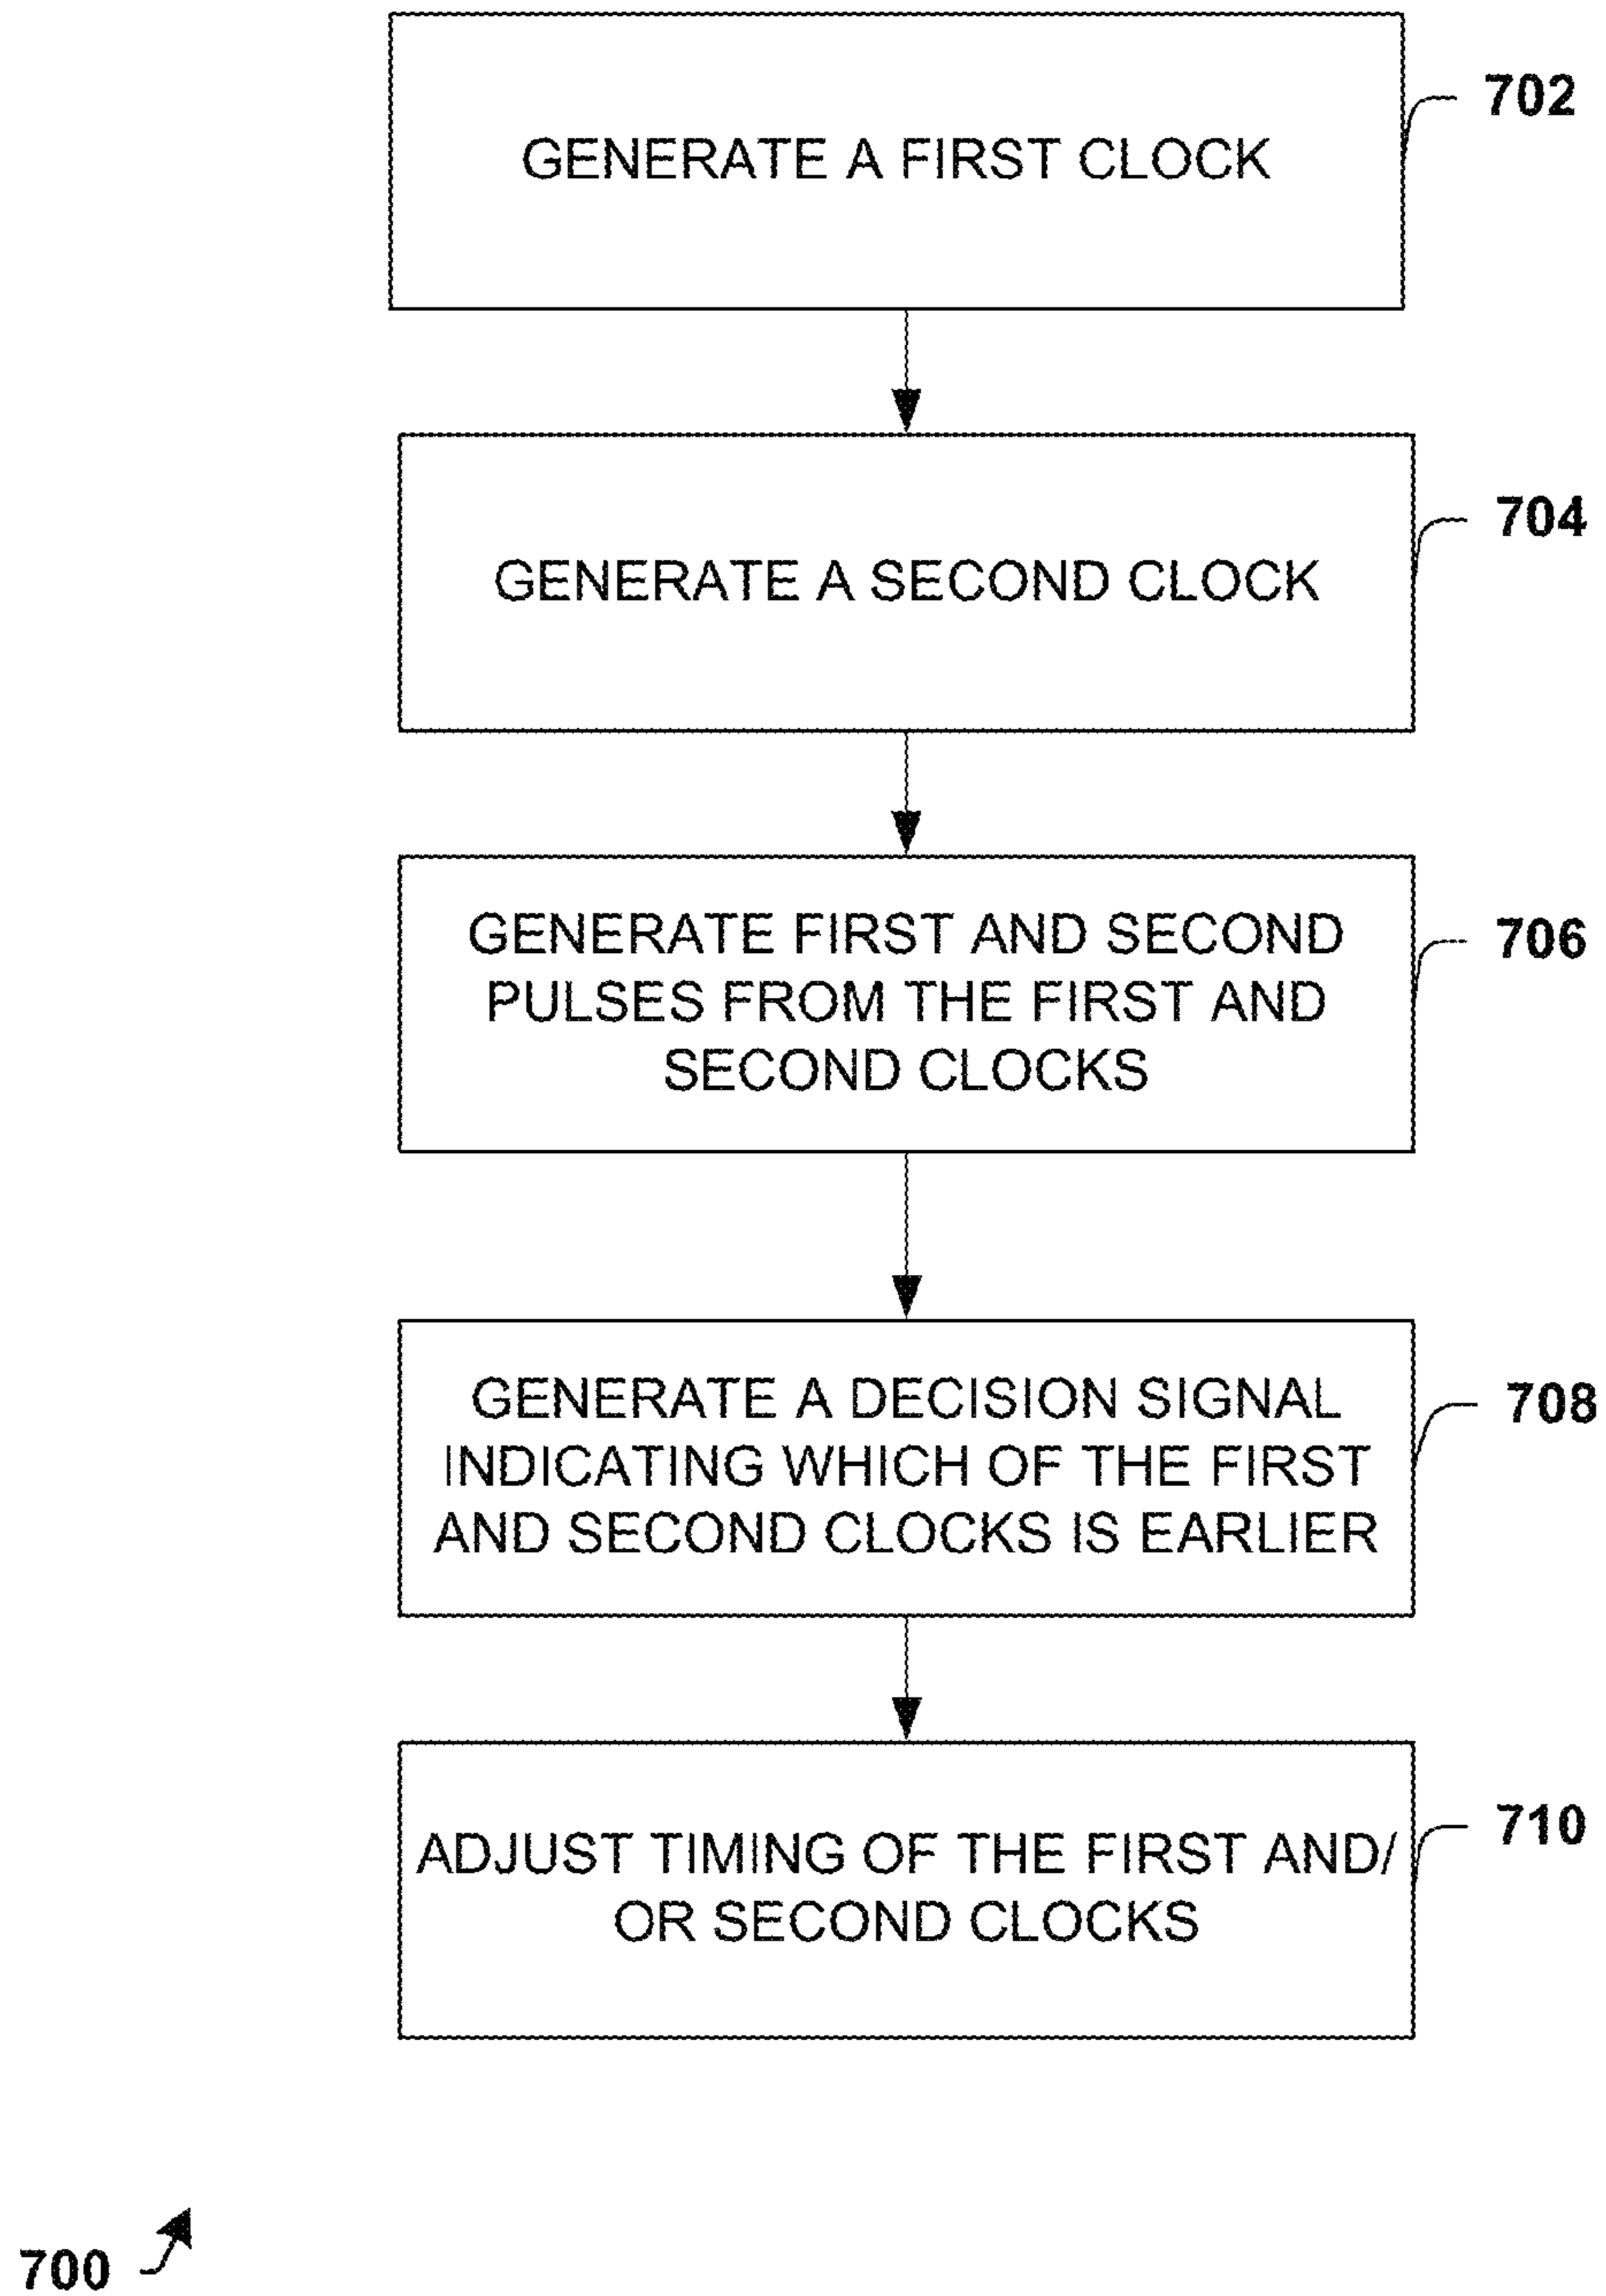 GENERATE A FIRST CLOCK
702
GENERATE A SECOND CLOCK
704
GENERATE FIRST AND SECOND
PULSES FROM THE FIRST AND
SECOND CLOCKS
706
GENERATE A DECISION SIGNAL
INDICATING WHICH OF THE FIRST
AND SECOND CLOCKS IS EARLIER
708
ADJUST TIMING OF THE FIRST AND/
OR SECOND CLOCKS
710
700